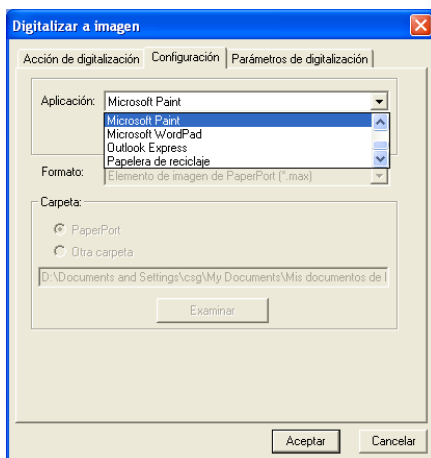 Digitalizar a imagen
Acción de digitalización Configuración Parámetros de digitalización
Aplicación: Microsoft Paint
Microsoft Paint
Microsoft WordPad
Outlook Express
Papelera de reciclaje
Formato: Elemento de imagen de PaperPort (*.max)
Carpeta:
PaperPort
Otra carpeta
D:\Documents and Settings\csg\My Documents\Mis documentos de
Examinar
Aceptar Cancelar